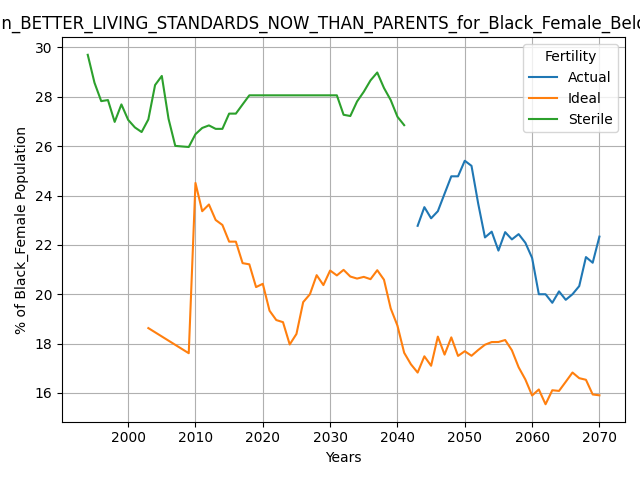 n_BETTER_LIVING_STANDARDS_NOW_THAN_PARENTS_for_Black_Female_Belo
Fertility
Actual
Ideal
Sterile
% of Black_Female Population
30
28
26
24
22
20
18
16
2000 2010 2020 2030 2040 2050 2060 2070
Years